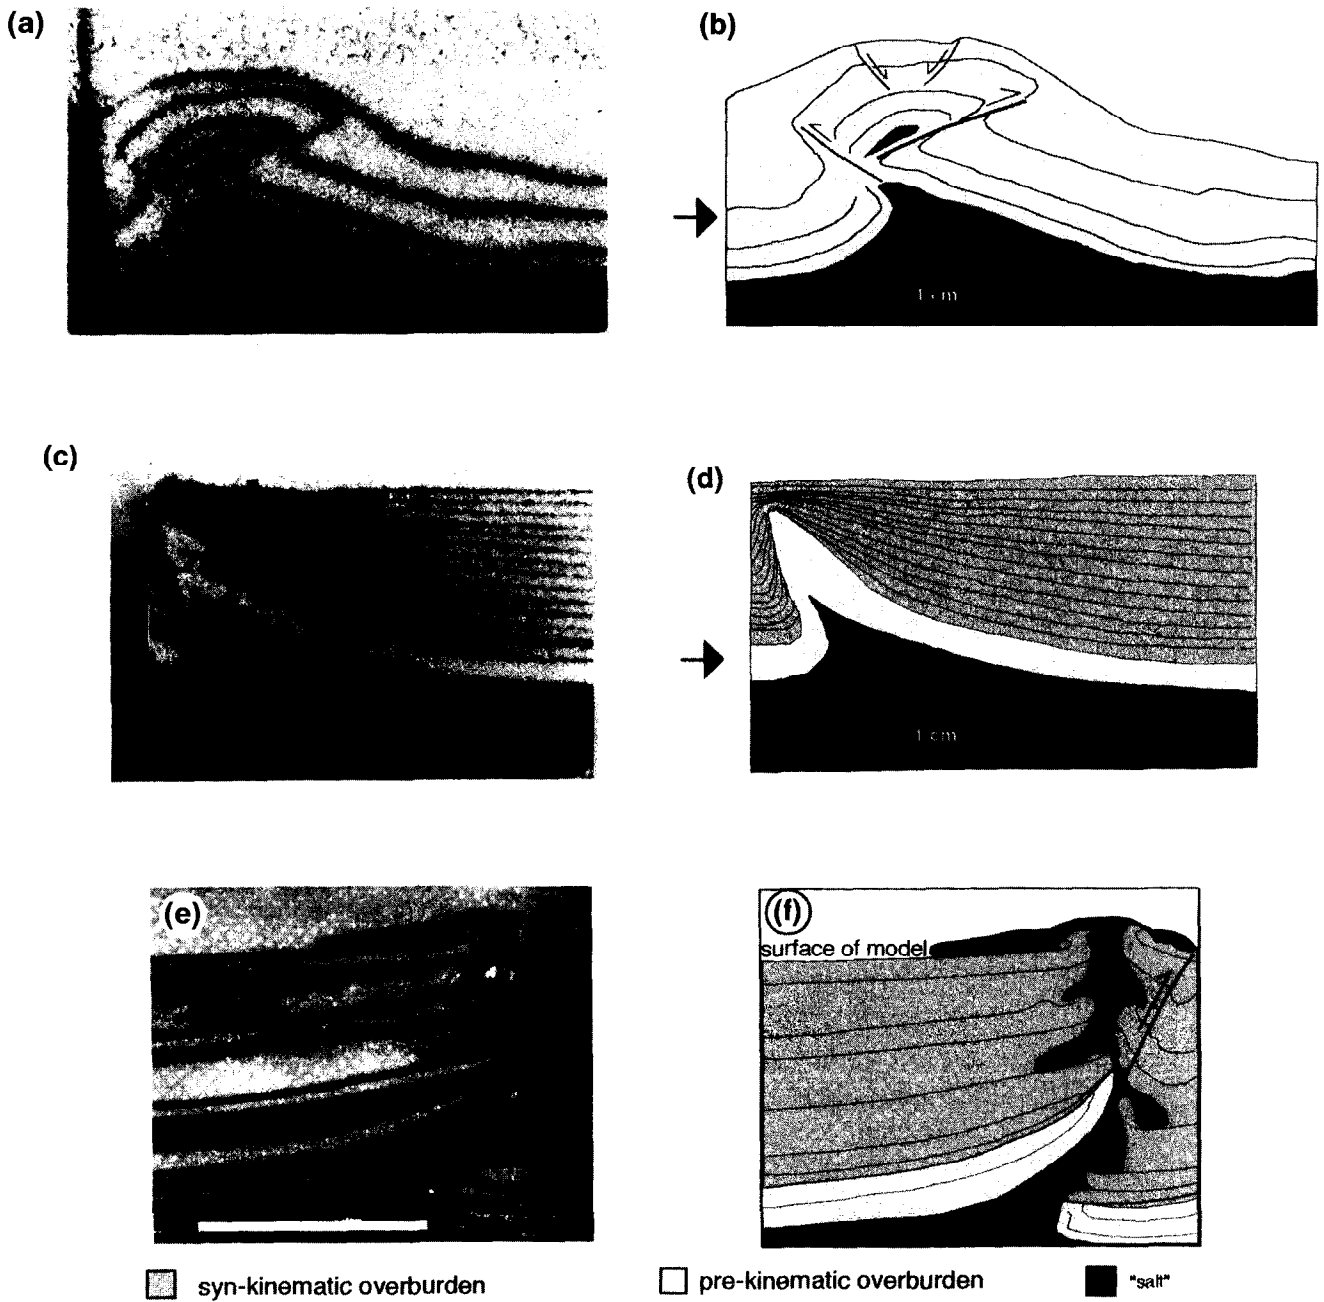 (a)
(b)
1 cm
(c)
(d)
1 cm
(e)
(f)
surface of model
syn-kinematic overburden
pre-kinematic overburden
"salt"